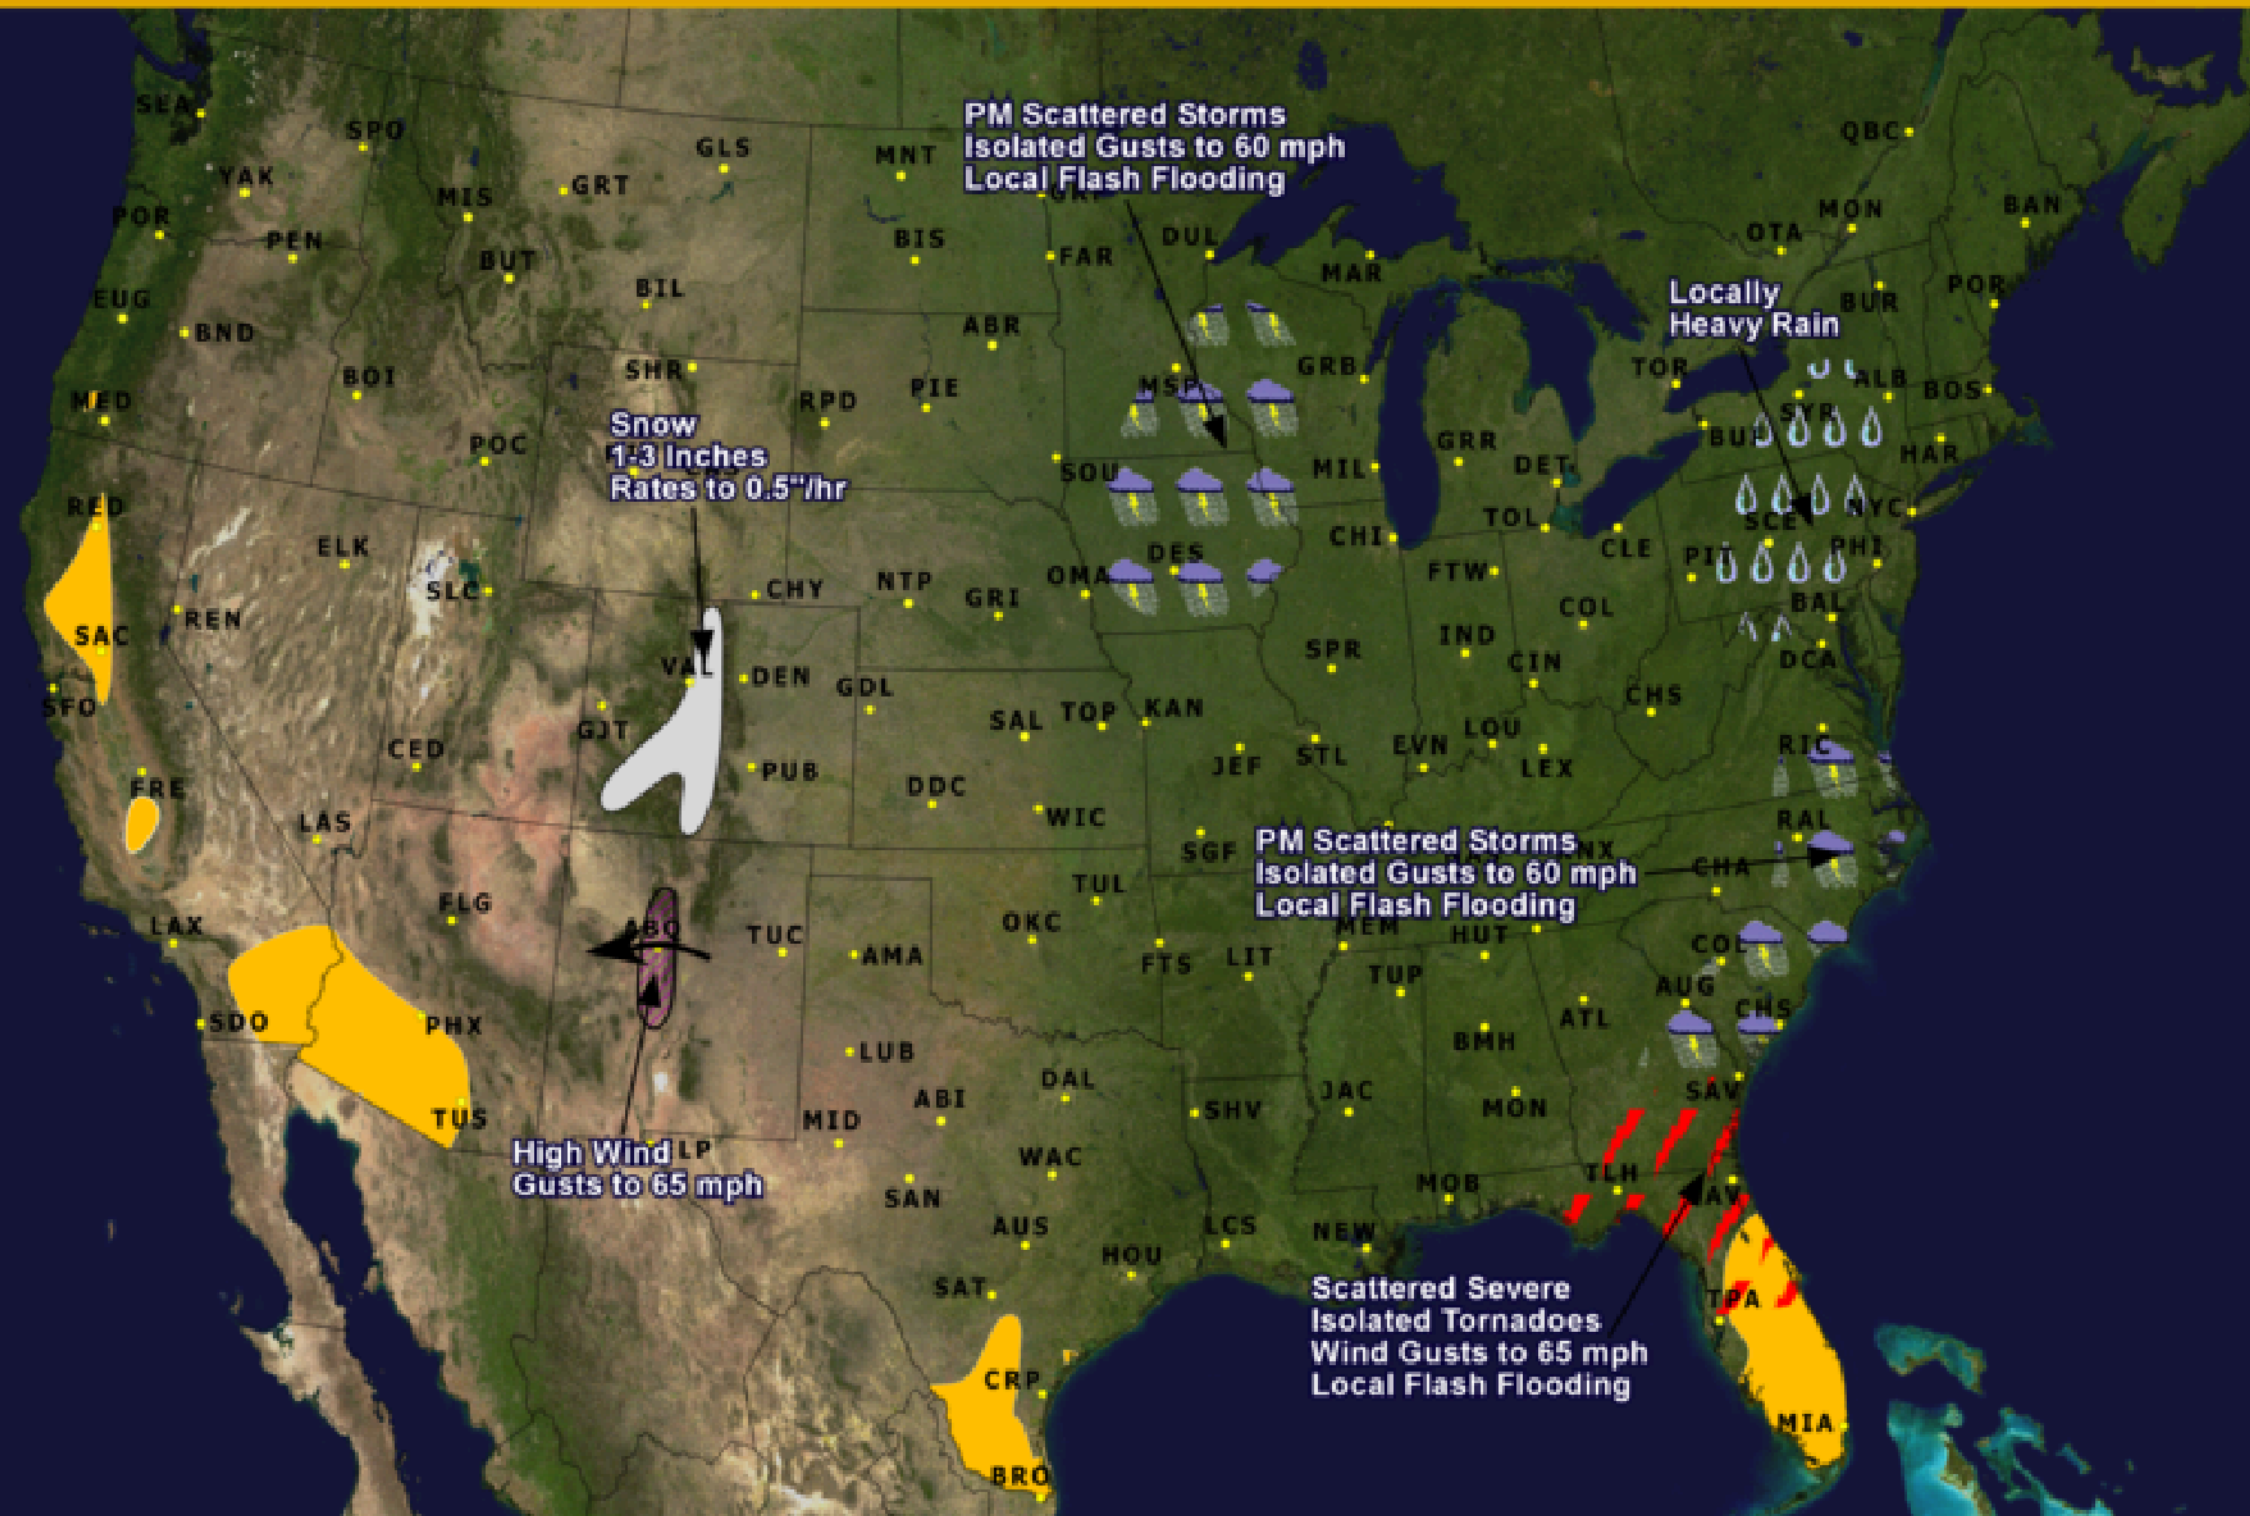 SEA
SPO
YAK
POR
PEN
MIS
GRT
GLS
BUT
EUG
BND
BIL
BOI
SHR
MED
POC
RED
ELK
SLC
REN
SAC
SFO
FRE
CED
LAS
LAX
SDO
FLG
PHX
TUS
MNT
BIS
FAR
DUL
MAR
ABR
RPD
PIE
MSP
GRB
PM Scattered Storms
Isolated Gusts to 60 mph
Local Flash Flooding
Snow
1-3 Inches
Rates to 0.5"/hr
QBC
MON
OTA
BAN
BUR
POR
Locally
Heavy Rain
TOR
ALB
BOS
SYR
BUF
HAR
GRR
DET
MIL
SOU
CHI
TOL
CLE
SCE
NYC
PIT
PHI
DES
OMA
FTW
CHY
NTP
GRI
COL
BAL
VAL
DEN
GDL
SPR
IND
CIN
DCA
GJT
SAL
TOP
KAN
CHS
PUB
DDC
JEF
STL
EVN
LOU
LEX
RIC
WIC
SGF
RAL
PM Scattered Storms
Isolated Gusts to 60 mph
Local Flash Flooding
CHA
TUL
OKC
ABQ
TUC
AMA
FTS
LIT
MEM
HUT
COL
TUP
AUG
CHS
LUB
BMH
ATL
DAL
ABI
MID
SHV
JAC
MON
SAV
High Wind
Gusts to 65 mph
ELP
WAC
SAN
MOB
TLH
AUS
HOU
LCS
NEW
SAT
Scattered Severe
Isolated Tornadoes
Wind Gusts to 65 mph
Local Flash Flooding
TPA
CRP
MIA
BRO